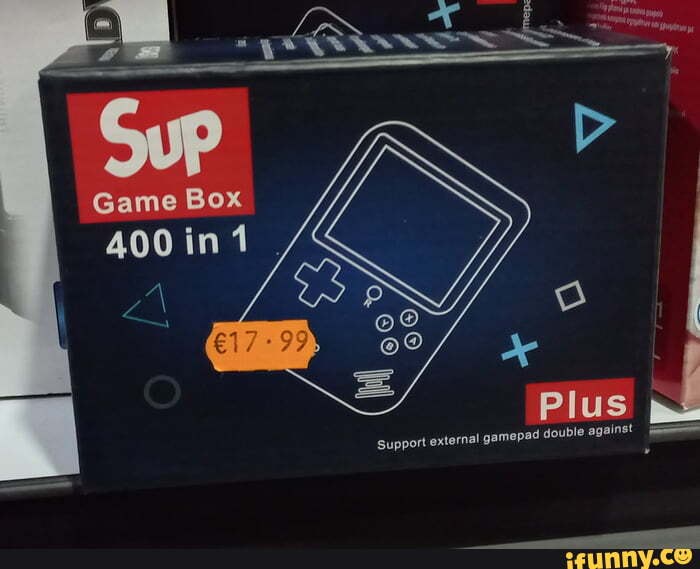 Sup
Game Box
400 in 1
€17·99
Plus
Support external gamepad double against
ifunny.co